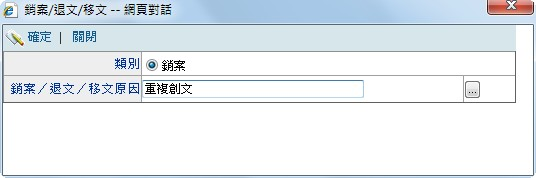 銷案/退文/移文 -- 網頁對話
確定 | 關閉
類別 銷案
銷案／退文／移文原因 重複創文 ...